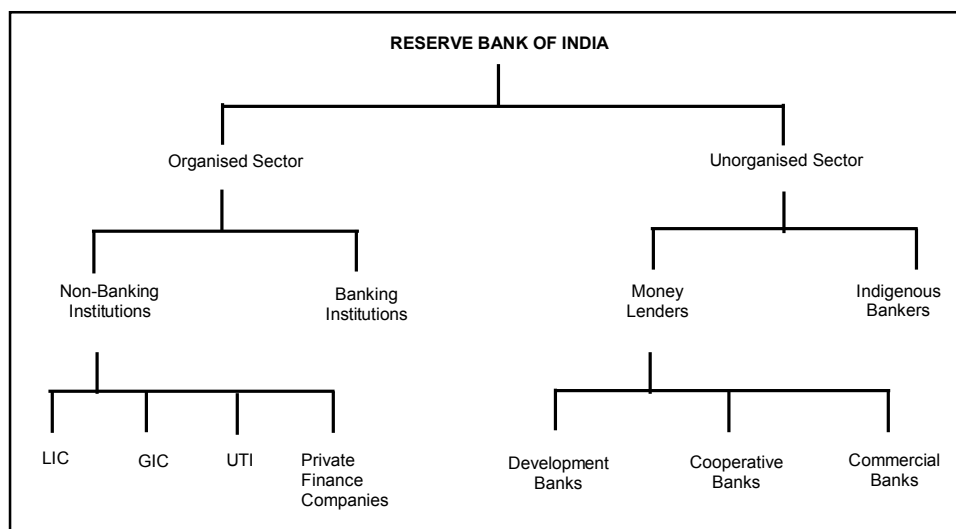 RESERVE BANK OF INDIA
Organised Sector
Unorganised Sector
Non-Banking
Institutions
Banking
Institutions
Money
Lenders
Indigenous
Bankers
LIC
GIC
UTI
Private
Finance
Companies
Development
Banks
Cooperative
Banks
Commercial
Banks